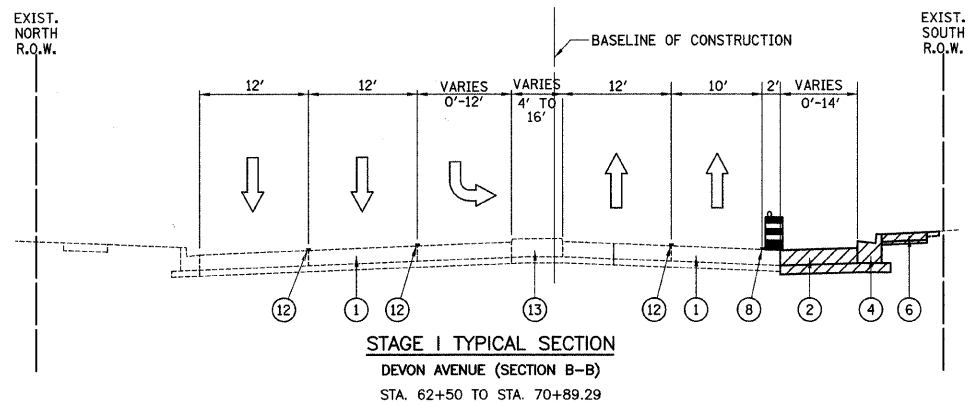 EXIST.
NORTH
R.O.W.
EXIST.
SOUTH
R.O.W.
BASELINE OF CONSTRUCTION
12'
12'
VARIES
0'-12'
VARIES
4' TO
16'
12'
10'
2'
VARIES
0'-14'
12
1
12
13
12
1
8
2
4
6
STAGE I TYPICAL SECTION
DEVON AVENUE (SECTION B-B)
STA. 62+50 TO STA. 70+89.29